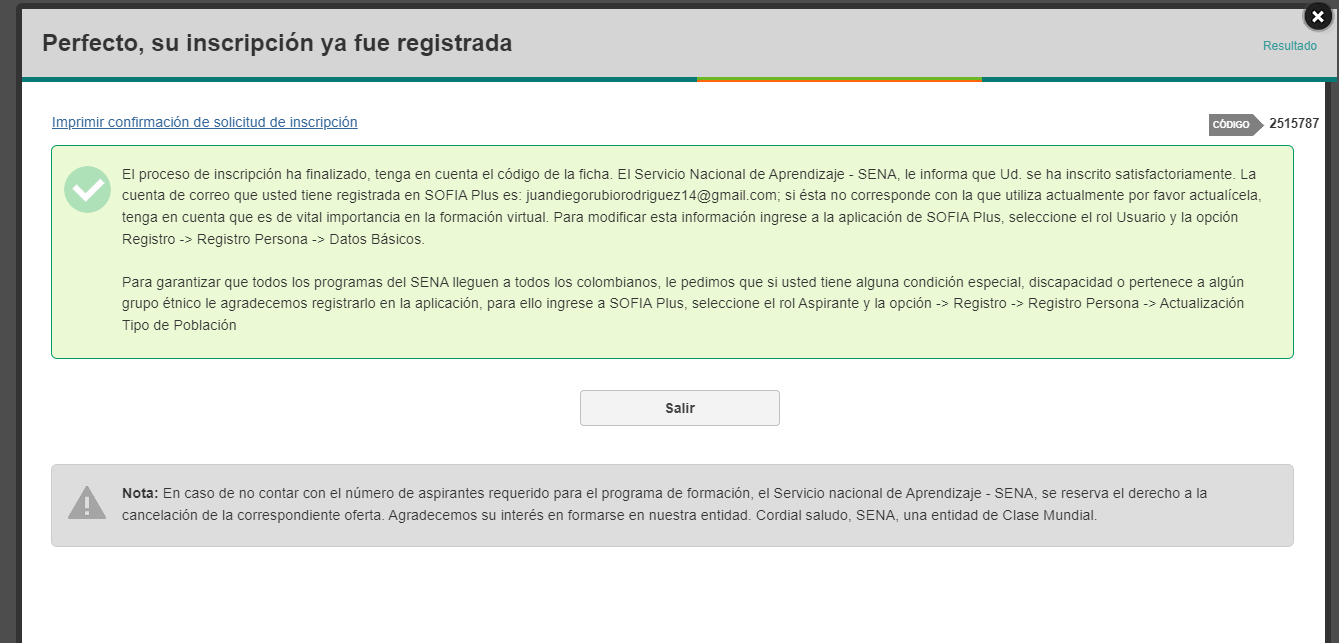 Perfecto, su inscripción ya fue registrada
Resultado
Imprimir confirmación de solicitud de inscripción
CÓDIGO 2515787
El proceso de inscripción ha finalizado, tenga en cuenta el código de la ficha. El Servicio Nacional de Aprendizaje - SENA, le informa que Ud. se ha inscrito satisfactoriamente. La
cuenta de correo que usted tiene registrada en SOFIA Plus es: juandiegorubiorodriguez14@gmail.com; si ésta no corresponde con la que utiliza actualmente por favor actualícela,
tenga en cuenta que es de vital importancia en la formación virtual. Para modificar esta información ingrese a la aplicación de SOFIA Plus, seleccione el rol Usuario y la opción
Registro -> Registro Persona -> Datos Básicos.
Para garantizar que todos los programas del SENA lleguen a todos los colombianos, le pedimos que si usted tiene alguna condición especial, discapacidad o pertenece a algún
grupo étnico le agradecemos registrarlo en la aplicación, para ello ingrese a SOFIA Plus, seleccione el rol Aspirante y la opción -> Registro -> Registro Persona -> Actualización
Tipo de Población
Salir
Nota: En caso de no contar con el número de aspirantes requerido para el programa de formación, el Servicio nacional de Aprendizaje - SENA, se reserva el derecho a la
cancelación de la correspondiente oferta. Agradecemos su interés en formarse en nuestra entidad. Cordial saludo, SENA, una entidad de Clase Mundial.